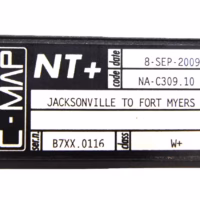 C-MAP
NT+
date 8-SEP-2009
code NA-C309.10
JACKSONVILLE TO FORT MYERS
ser.n. B7XX.0116 class W+